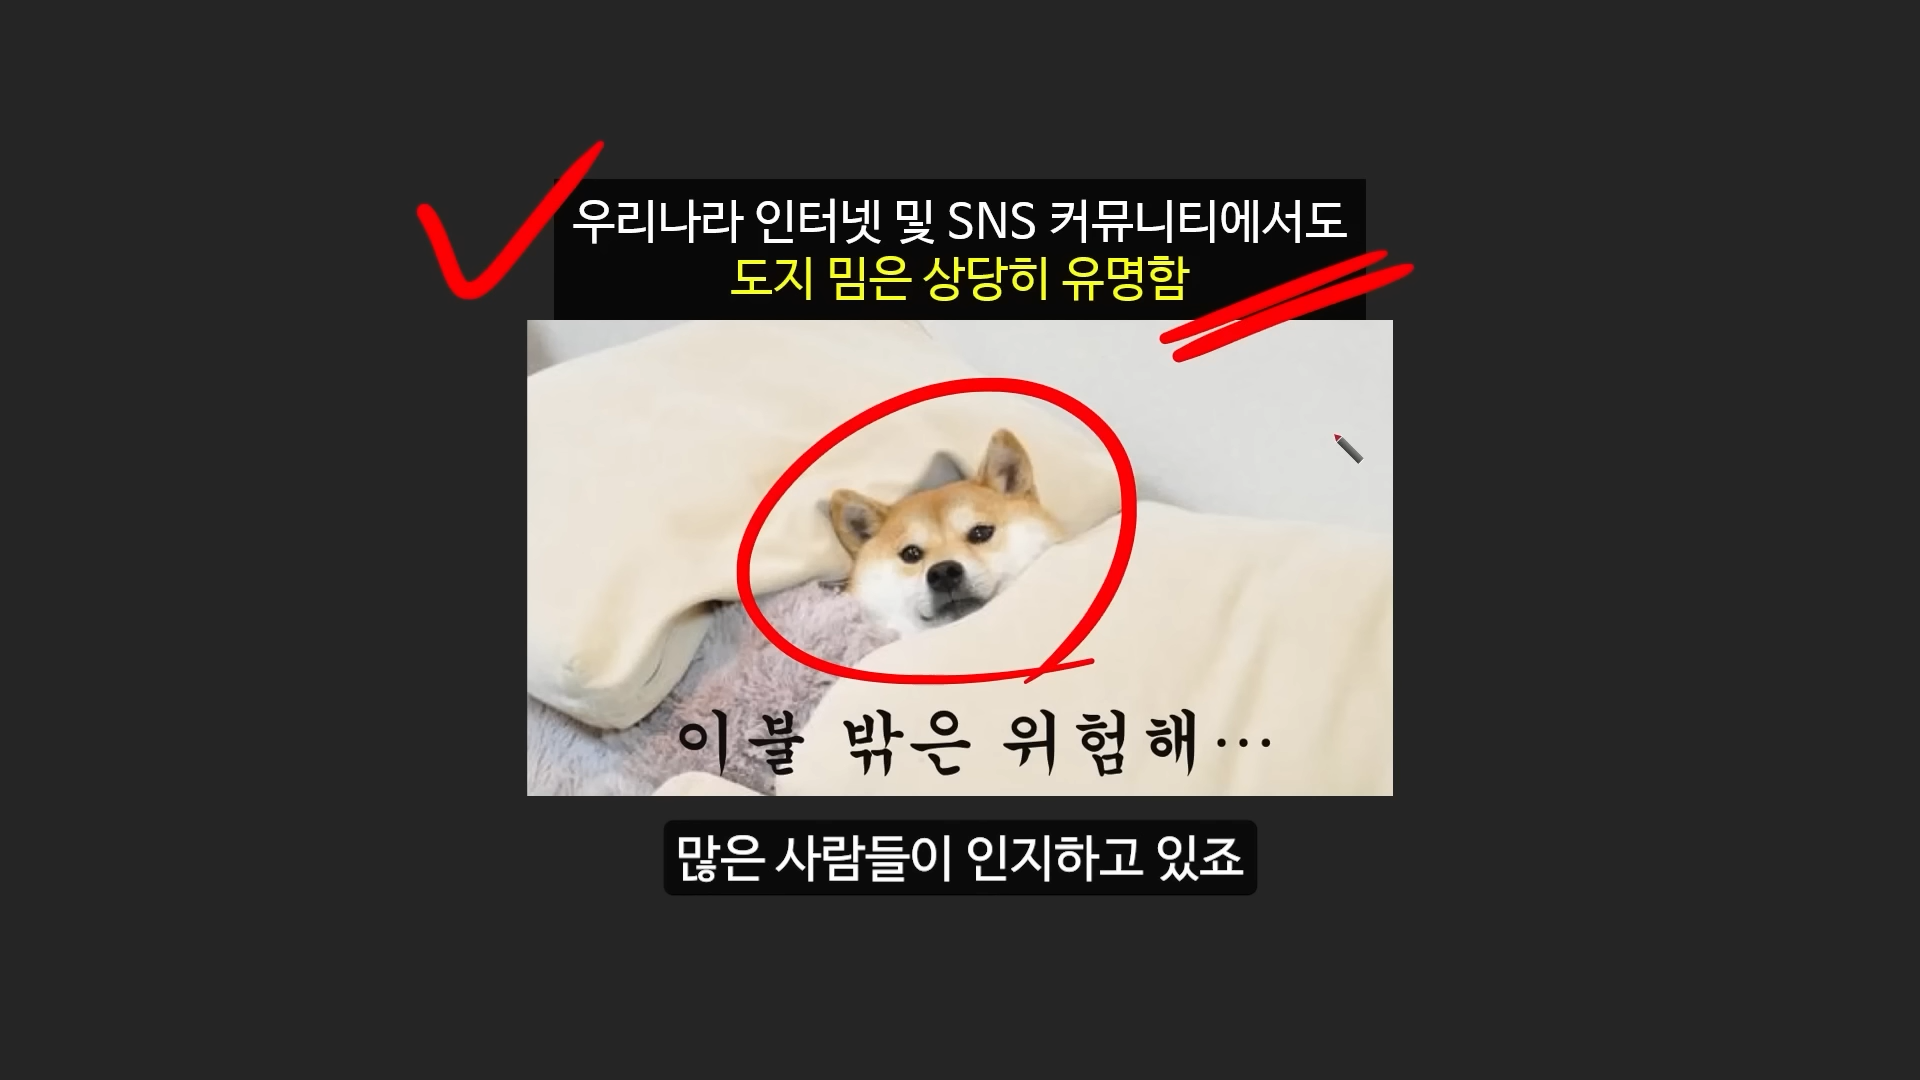 우리나라 인터넷 및 SNS 커뮤니티에서도
도지 밈은 상당히 유명함
이불 밖은 위험해…
많은 사람들이 인지하고 있죠